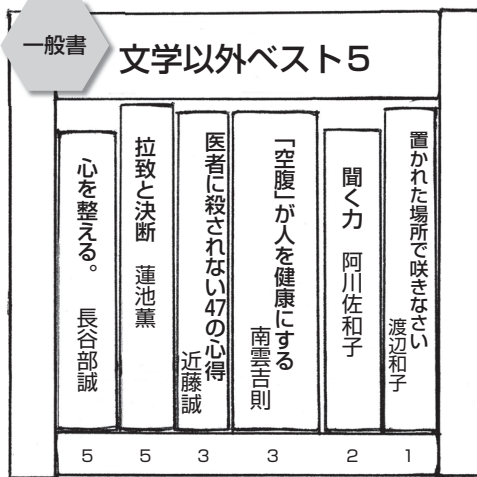 一般書
文学以外ベスト5
置かれた場所で咲きなさい
渡辺和子
聞く力 阿川佐和子
「空腹」が人を健康にする
南雲吉則
医者に殺されない47の心得
近藤誠
拉致と決断 蓮池薫
心を整える。 長谷部誠
5 5 3 3 2 1